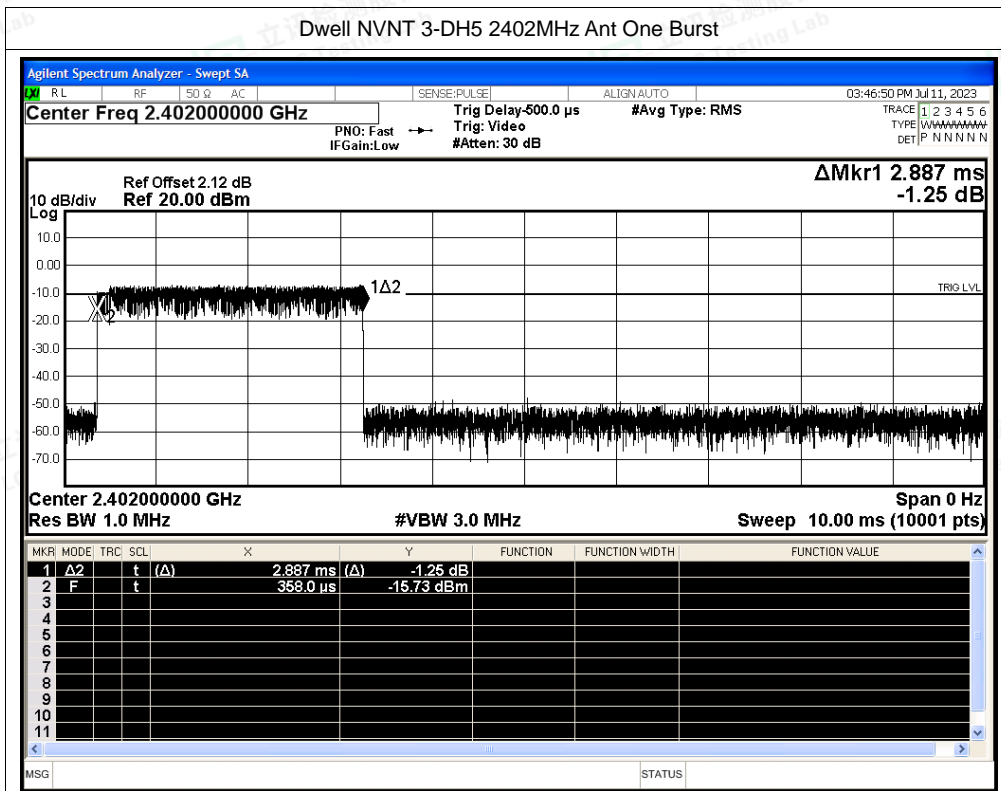 Dwell NVNT 3-DH5 2402MHz Ant One Burst
Agilent Spectrum Analyzer - Swept SA
LXI RL RF 50 Ω AC SENSE:PULSE ALIGN AUTO 03:46:50 PM Jul 11, 2023
Center Freq 2.402000000 GHz Trig Delay-500.0 µs #Avg Type: RMS TRACE 1 2 3 4 5 6
PNO: Fast Trig: Video TYPE WWWWWW
IFGain:Low #Atten: 30 dB DET P N N N N N
ΔMkr1 2.887 ms
Ref Offset 2.12 dB -1.25 dB
10 dB/div Ref 20.00 dBm
Log
10.0
0.00
1Δ2
-10.0 TRIG LVL
2
-20.0
-30.0
-40.0
-50.0
-60.0
-70.0
Center 2.402000000 GHz Span 0 Hz
Res BW 1.0 MHz #VBW 3.0 MHz Sweep 10.00 ms (10001 pts)
MKR MODE TRC SCL X Y FUNCTION FUNCTION WIDTH FUNCTION VALUE
1 Δ2 t (Δ) 2.887 ms (Δ) -1.25 dB
2 F t 358.0 µs -15.73 dBm
3
4
5
6
7
8
9
10
11
MSG STATUS